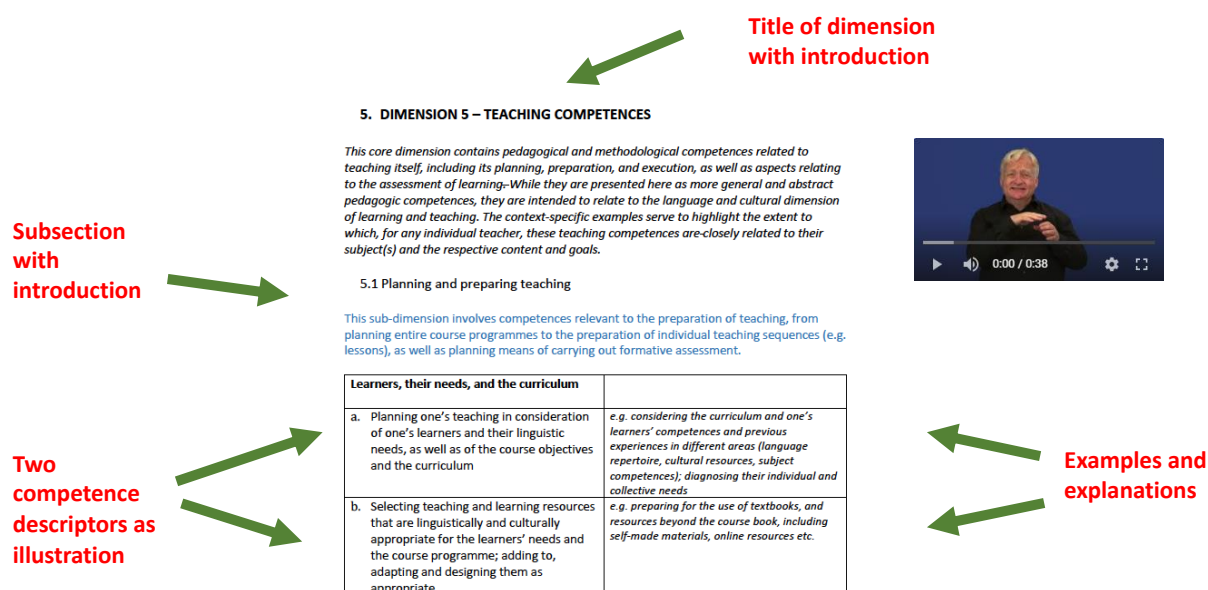 Title of dimension
with introduction
5. DIMENSION 5 – TEACHING COMPETENCES
This core dimension contains pedagogical and methodological competences related to
teaching itself, including its planning, preparation, and execution, as well as aspects relating
to the assessment of learning.-While they are presented here as more general and abstract
pedagogic competences, they are intended to relate to the language and cultural dimension
of learning and teaching. The context-specific examples serve to highlight the extent to
which, for any individual teacher, these teaching competences are-closely related to their
subject(s) and the respective content and goals.
0:00 / 0:38
Subsection
with
introduction
5.1 Planning and preparing teaching
This sub-dimension involves competences relevant to the preparation of teaching, from
planning entire course programmes to the preparation of individual teaching sequences (e.g.
lessons), as well as planning means of carrying out formative assessment.
Learners, their needs, and the curriculum
a. Planning one's teaching in consideration
of one's learners and their linguistic
needs, as well as of the course objectives
and the curriculum
e.g. considering the curriculum and one's
learners' competences and previous
experiences in different areas (language
repertoire, cultural resources, subject
competences); diagnosing their individual and
collective needs
b. Selecting teaching and learning resources
that are linguistically and culturally
appropriate for the learners' needs and
the course programme; adding to,
adapting and designing them as
appropriate
e.g. preparing for the use of textbooks, and
resources beyond the course book, including
self-made materials, online resources etc.
Two
competence
descriptors as
illustration
Examples and
explanations